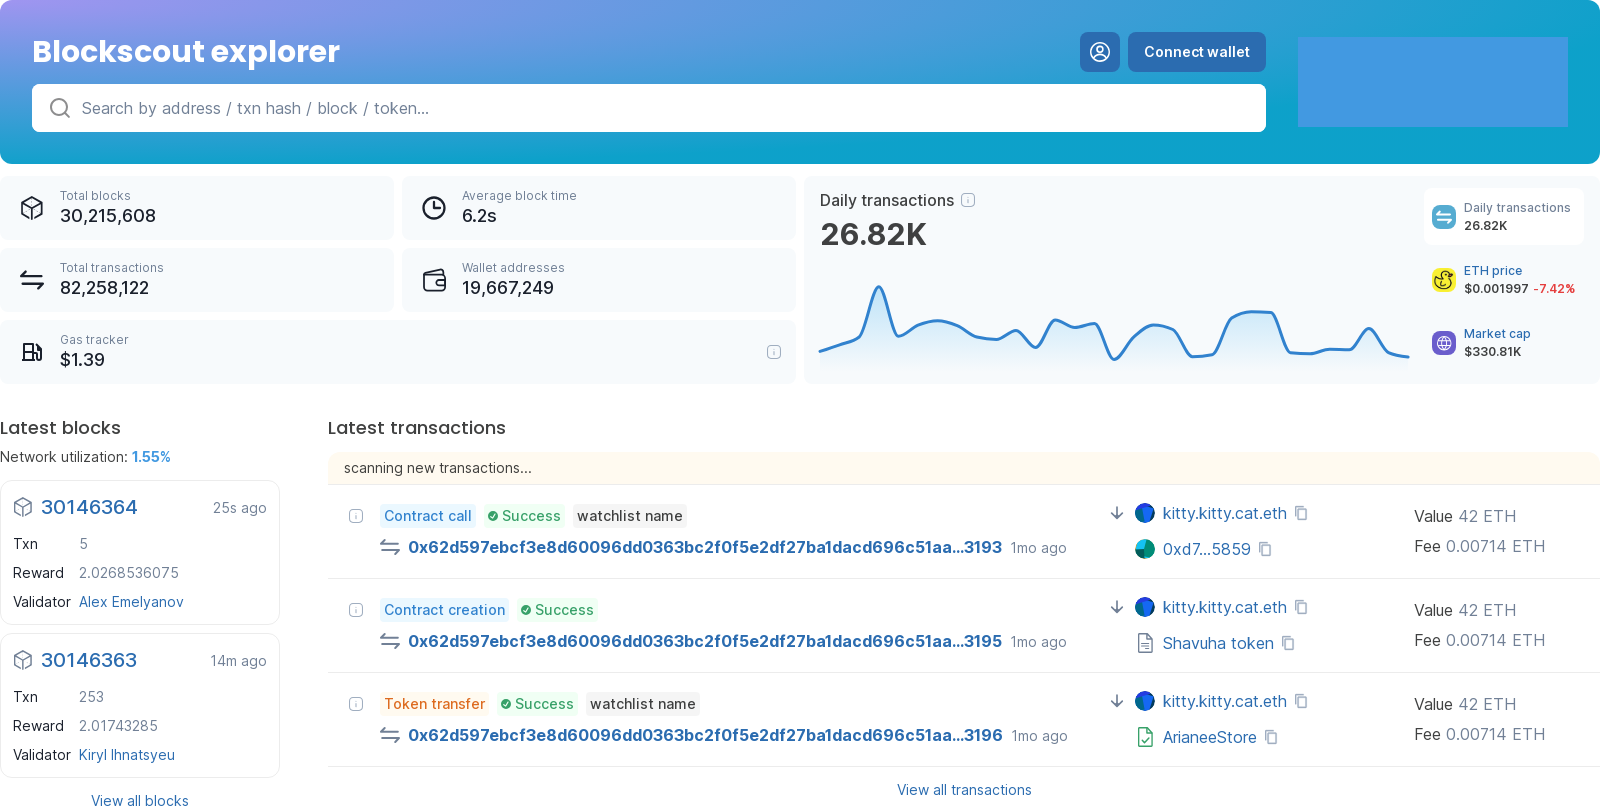 Blockscout explorer
Connect wallet
Search by address / txn hash / block / token...
Total blocks
30,215,608
Average block time
6.2s
Total transactions
82,258,122
Wallet addresses
19,667,249
Gas tracker
$1.39
Daily transactions
26.82K
Daily transactions
26.82K
ETH price
$0.001997 -7.42%
Market cap
$330.81K
Latest blocks
Network utilization: 1.55%
30146364 25s ago
Txn 5
Reward 2.0268536075
Validator Alex Emelyanov
30146363 14m ago
Txn 253
Reward 2.01743285
Validator Kiryl Ihnatsyeu
View all blocks
Latest transactions
scanning new transactions...
Contract call Success watchlist name
0x62d597ebcf3e8d60096dd0363bc2f0f5e2df27ba1dacd696c51aa...3193 1mo ago
kitty.kitty.cat.eth
0xd7...5859
Value 42 ETH
Fee 0.00714 ETH
Contract creation Success
0x62d597ebcf3e8d60096dd0363bc2f0f5e2df27ba1dacd696c51aa...3195 1mo ago
kitty.kitty.cat.eth
Shavuha token
Value 42 ETH
Fee 0.00714 ETH
Token transfer Success watchlist name
0x62d597ebcf3e8d60096dd0363bc2f0f5e2df27ba1dacd696c51aa...3196 1mo ago
kitty.kitty.cat.eth
ArianeeStore
Value 42 ETH
Fee 0.00714 ETH
View all transactions